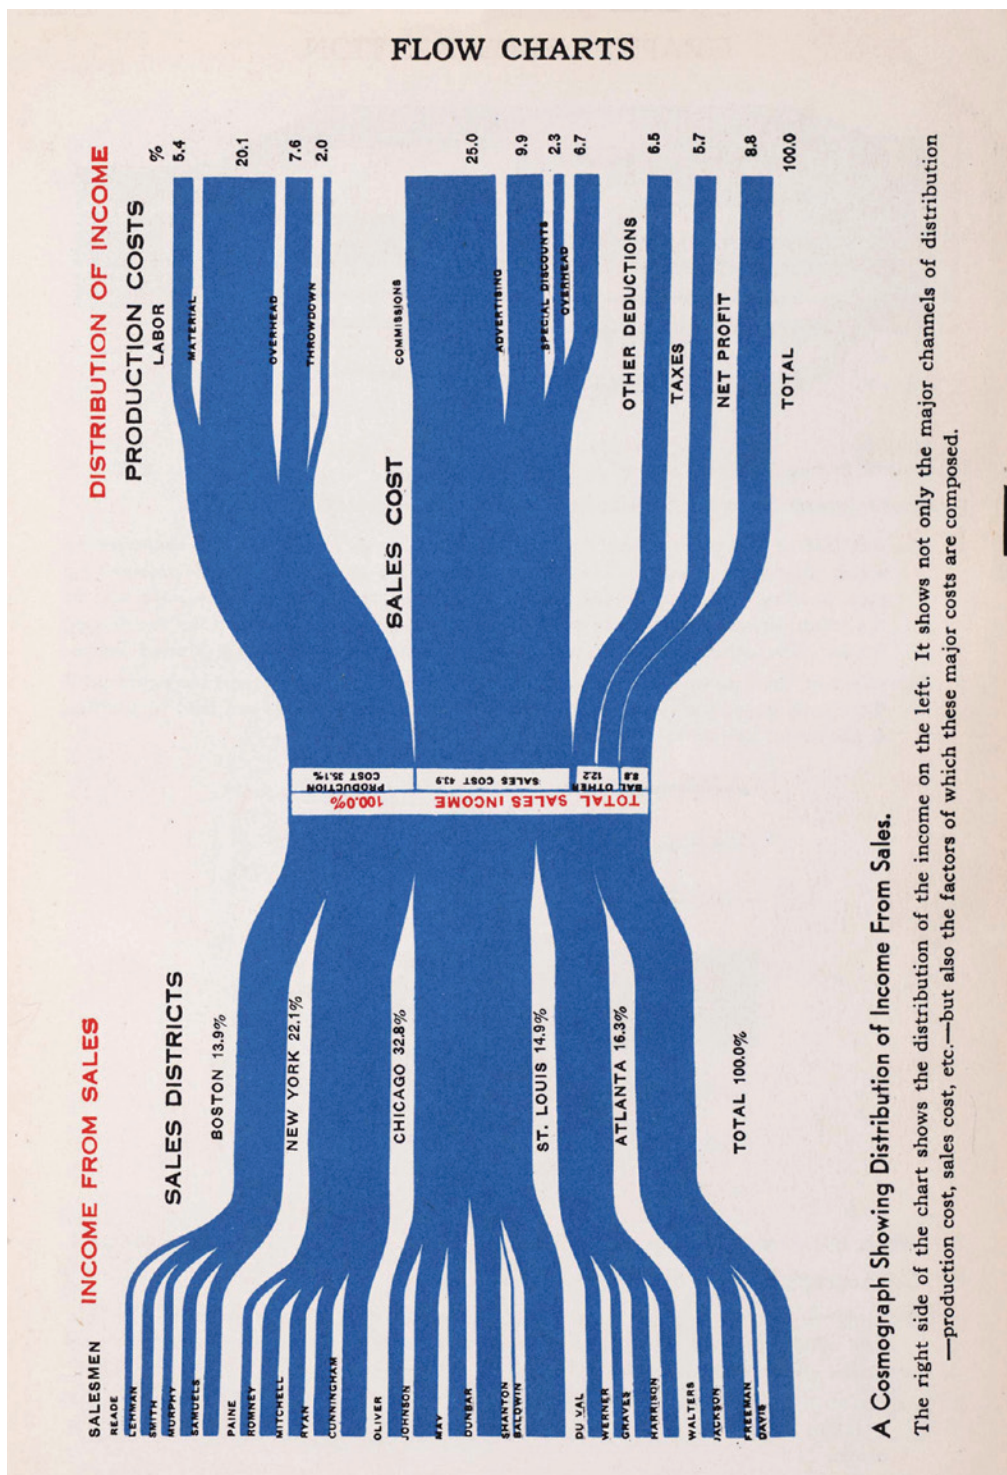 FLOW CHARTS
INCOME FROM SALES
DISTRIBUTION OF INCOME
SALESMEN
READE
LEHMAN
SMITH
MURPHY
SAMUELS
PAINE
ROMNEY
MITCHELL
RYAN
CUNNINGHAM
OLIVER
JOHNSON
MAY
DUNBAR
SHANTON
BALDWIN
DU VAL
WERNER
GRAVES
HARRISON
WALTERS
JACKSON
FREEMAN
DAVIS
SALES DISTRICTS
BOSTON 13.9%
NEW YORK 22.1%
CHICAGO 32.8%
ST. LOUIS 14.9%
ATLANTA 16.3%
TOTAL 100.0%
TOTAL SALES INCOME 100.0%
BAL 8.8
OTHER 12.2
SALES COST 43.9
PRODUCTION
COST 35.1%
PRODUCTION COSTS
%
LABOR 5.4
MATERIAL 20.1
OVERHEAD 7.6
THROWDOWN 2.0
SALES COST
COMMISSIONS 25.0
ADVERTISING 9.9
SPECIAL DISCOUNTS 2.3
OVERHEAD 6.7
OTHER DEDUCTIONS 6.5
TAXES 5.7
NET PROFIT 8.8
TOTAL 100.0
A Cosmograph Showing Distribution of Income From Sales.
The right side of the chart shows the distribution of the income on the left. It shows not only the major channels of distribution
—production cost, sales cost, etc.—but also the factors of which these major costs are composed.